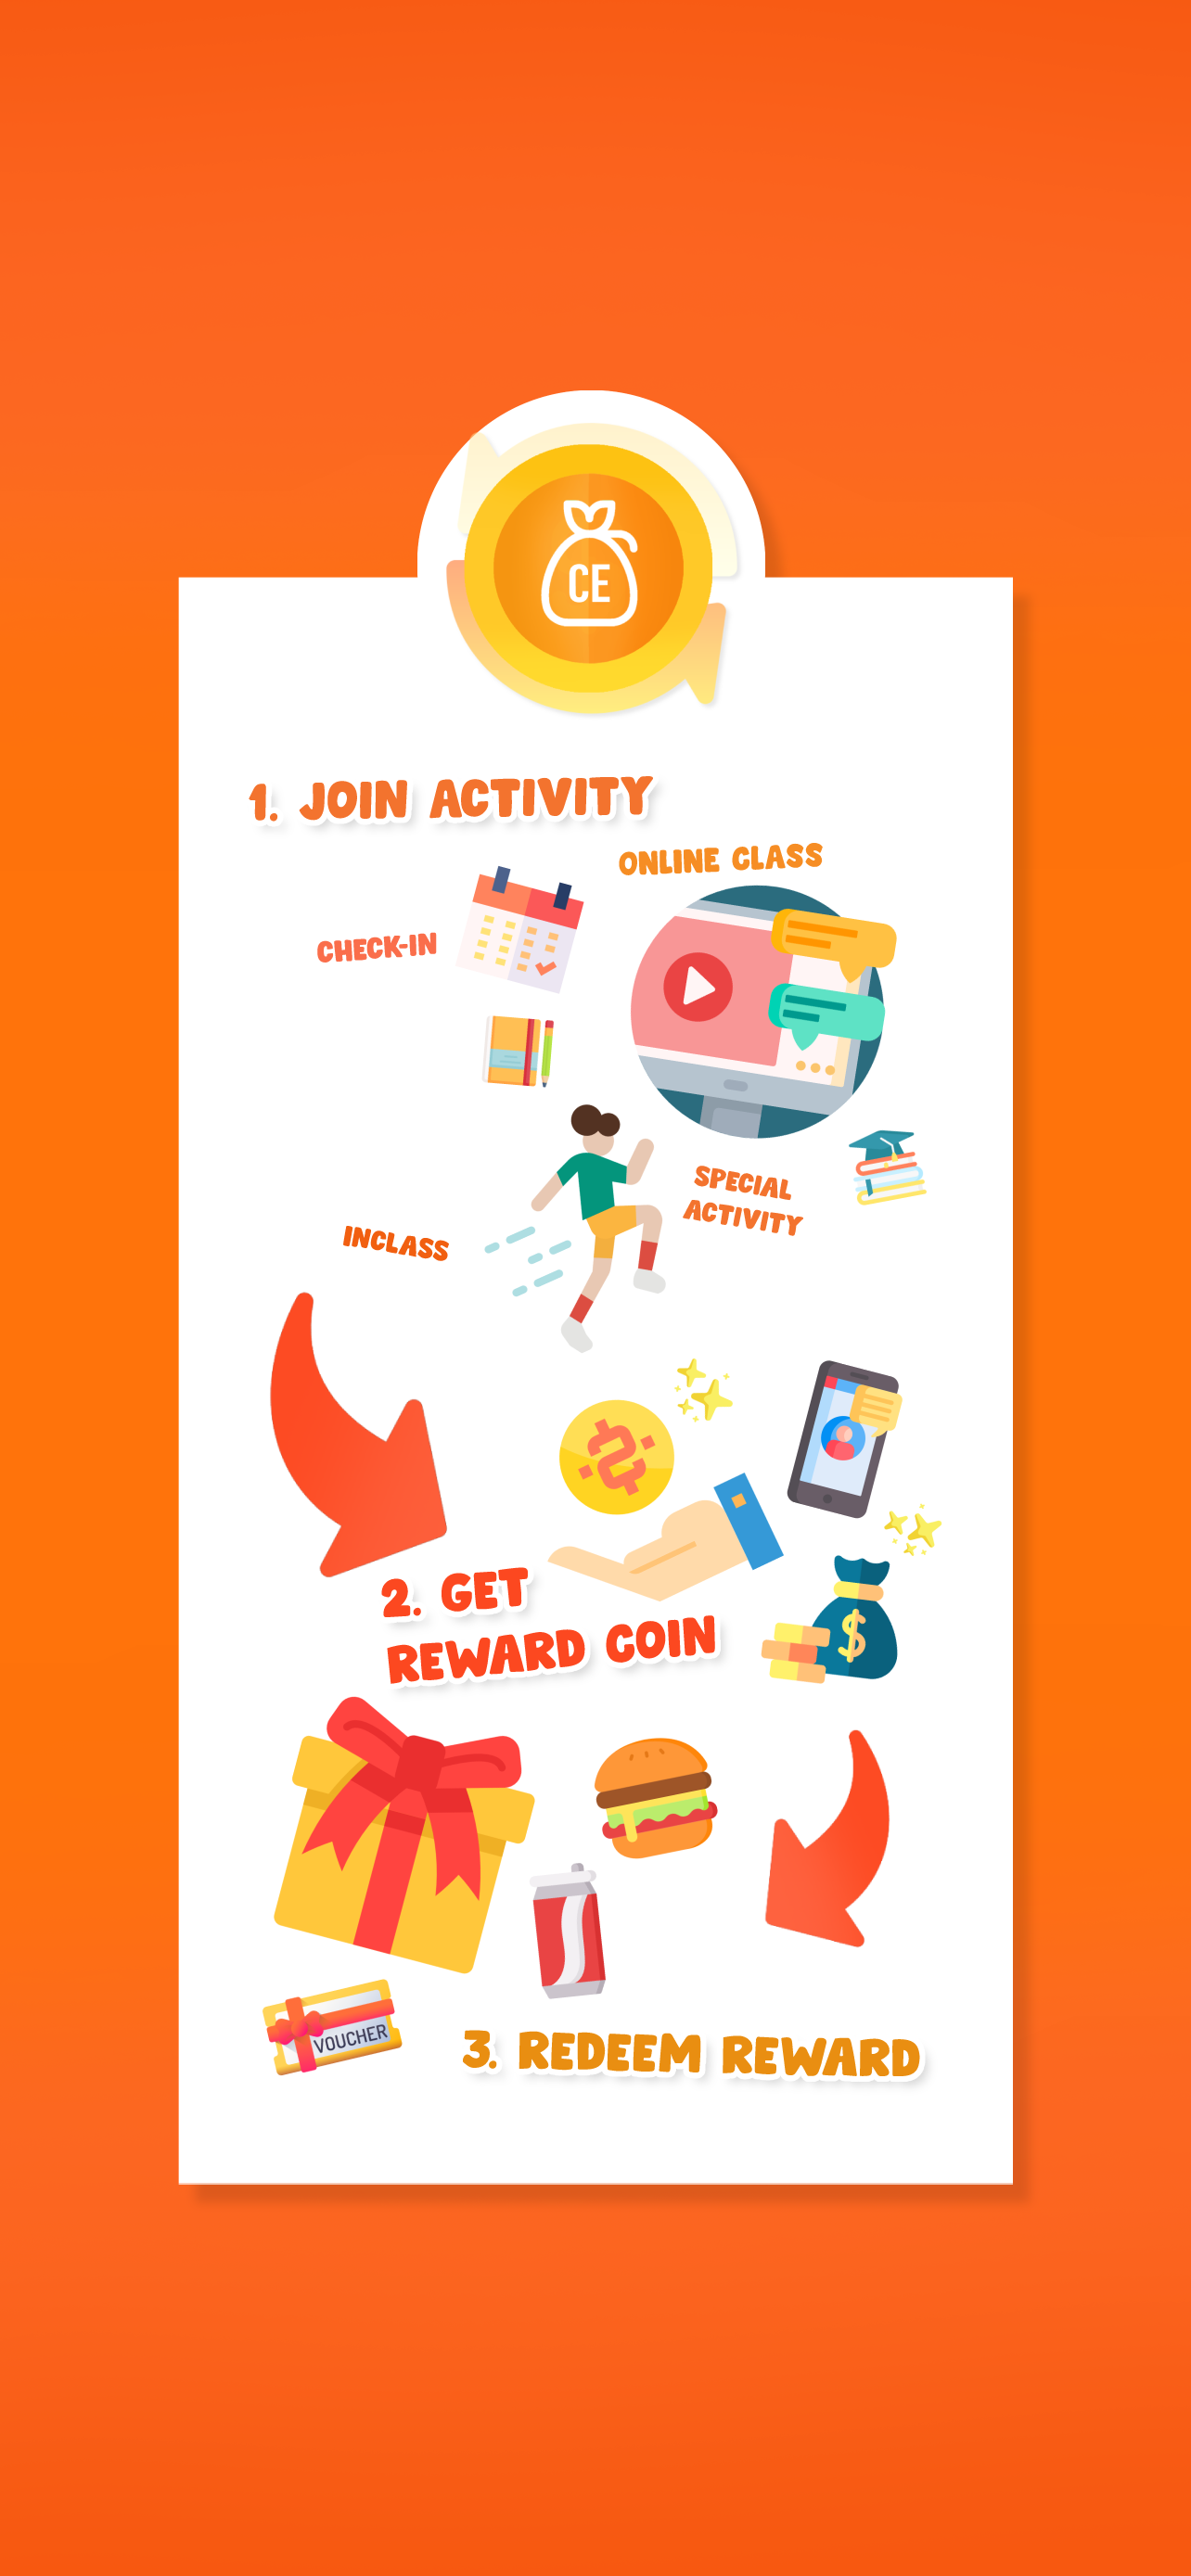 CE
1. JOIN ACTIVITY
ONLINE CLASS
CHECK-IN
SPECIAL
ACTIVITY
INCLASS
$
2. GET
REWARD COIN
$
VOUCHER
3. REDEEM REWARD